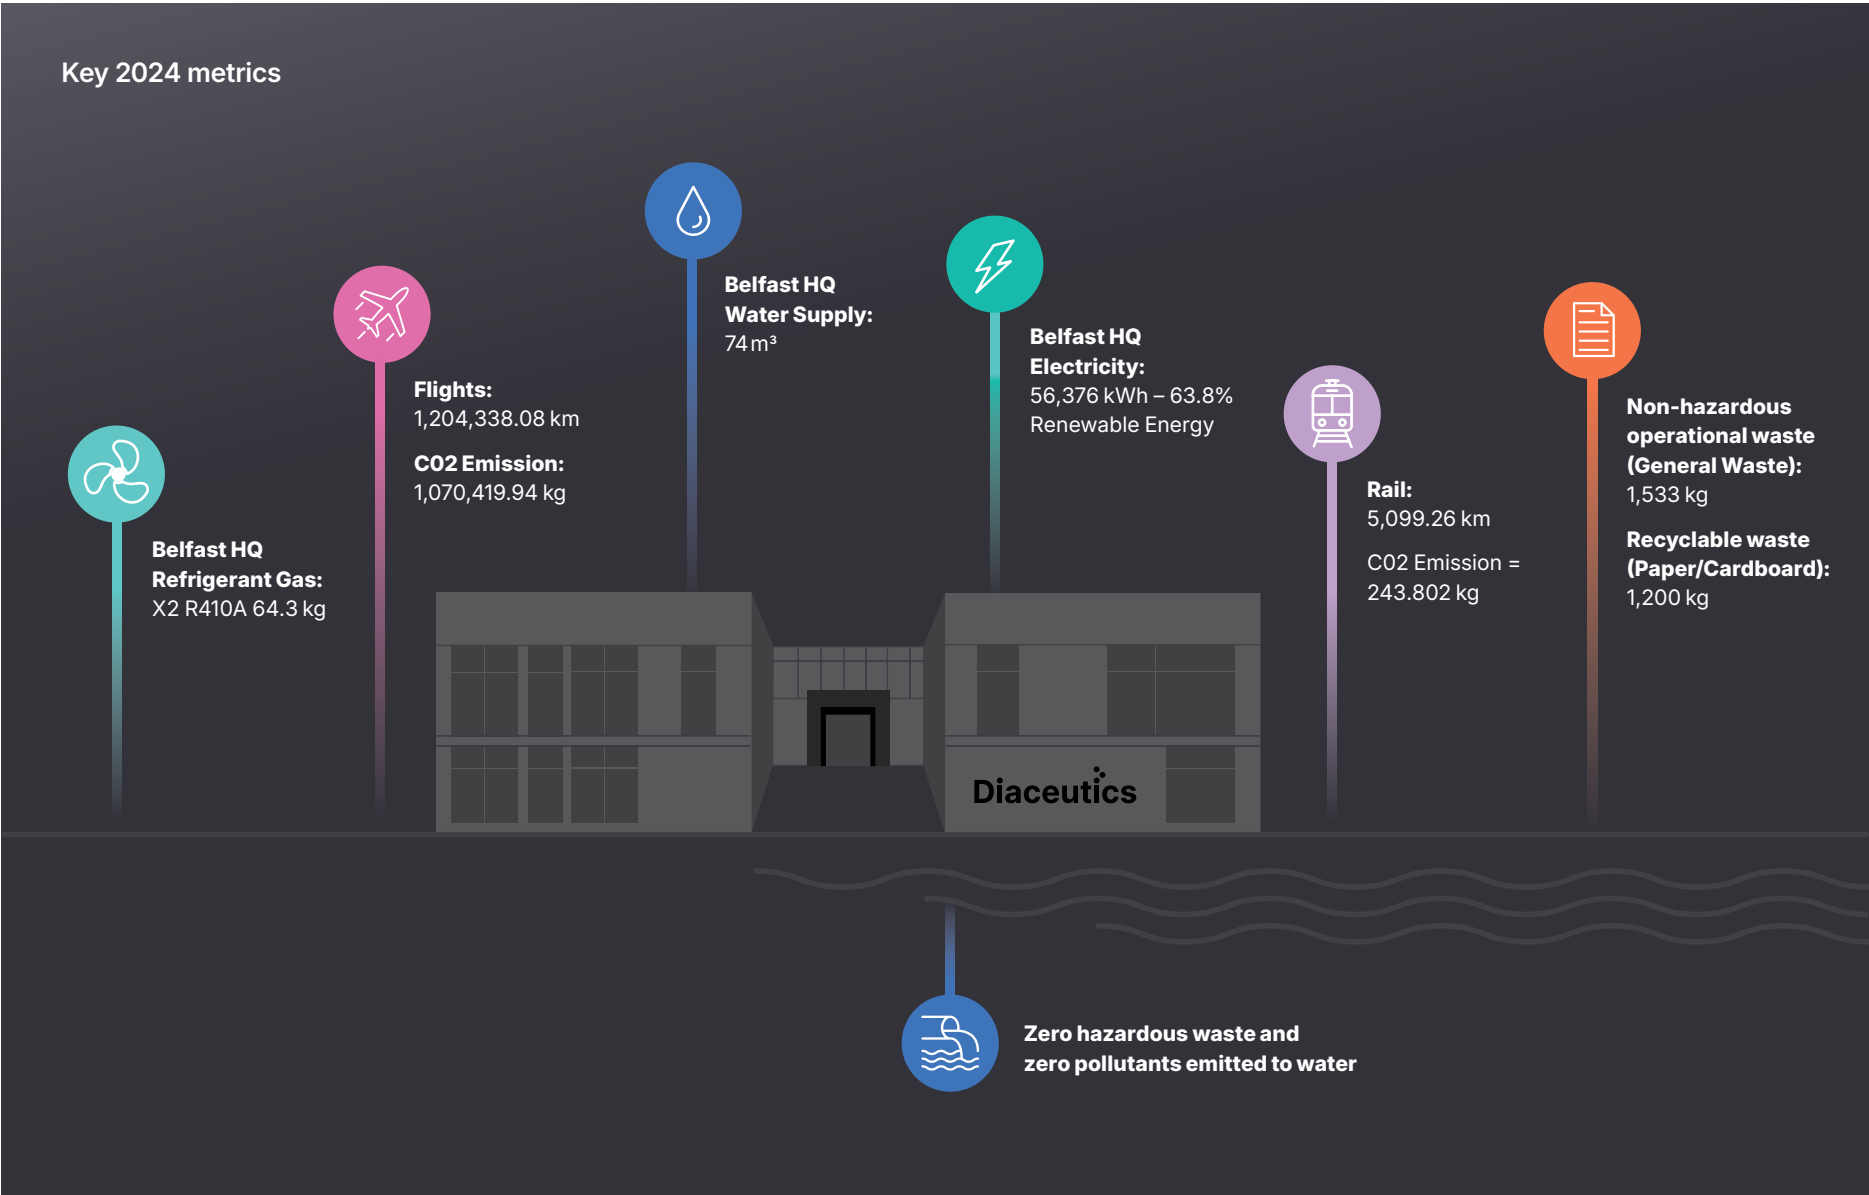 Key 2024 metrics
Belfast HQ
Refrigerant Gas:
X2 R410A 64.3 kg
Flights:
1,204,338.08 km
C02 Emission:
1,070,419.94 kg
Belfast HQ
Water Supply:
74 m³
Belfast HQ
Electricity:
56,376 kWh – 63.8%
Renewable Energy
Rail:
5,099.26 km
C02 Emission =
243.802 kg
Non-hazardous
operational waste
(General Waste):
1,533 kg
Recyclable waste
(Paper/Cardboard):
1,200 kg
Diaceutics
Zero hazardous waste and
zero pollutants emitted to water